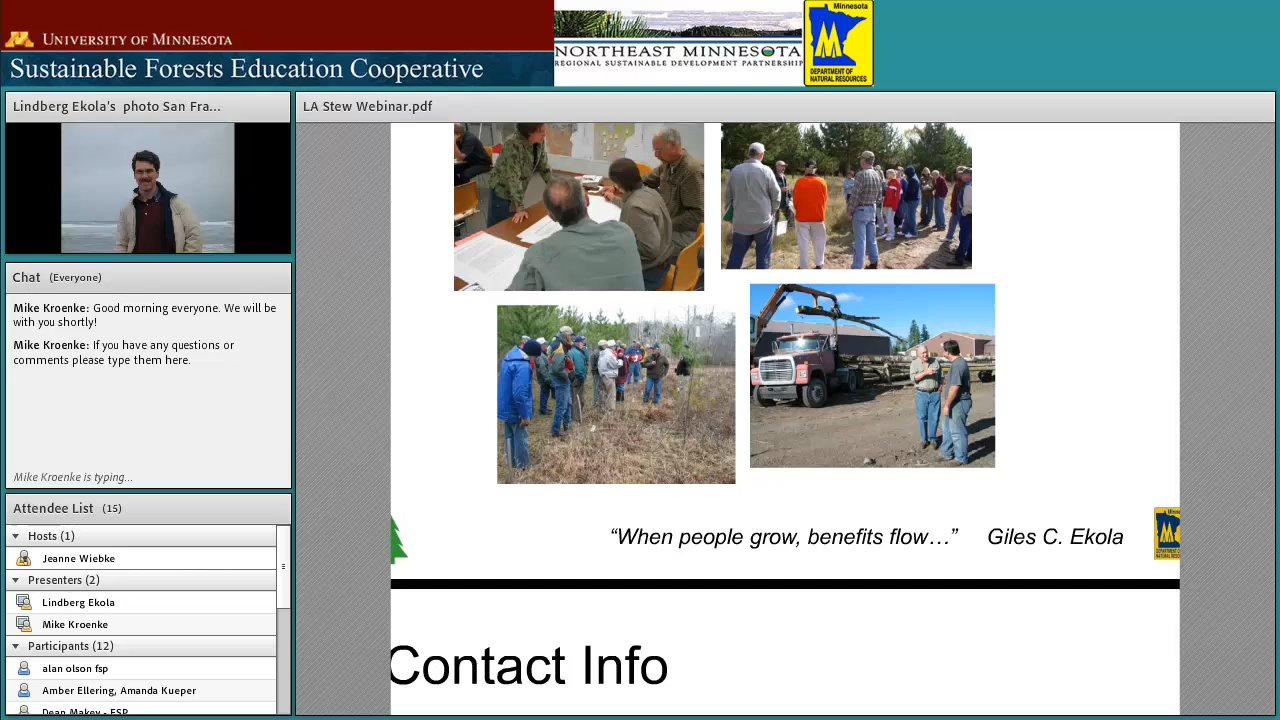 UNIVERSITY OF MINNESOTA
Sustainable Forests Education Cooperative
NORTHEAST MINNESOTA
REGIONAL SUSTAINABLE DEVELOPMENT PARTNERSHIP
Minnesota
DEPARTMENT OF
NATURAL RESOURCES
Lindberg Ekola's photo San Fra...
LA Stew Webinar.pdf
Chat (Everyone)
Mike Kroenke: everyone. We will be
with you shortly!
Mike Kroenke: If you have any questions or
comments please type them here.
Mike Kroenke is typing...
Attendee List (15)
Hosts (1)
Jeanne Wiebke
Presenters (2)
Lindberg Ekola
Mike Kroenke
Participants (12)
alan olson fsp
Amber Ellering, Amanda Kueper
Dean Makey - FSP
“When people grow, benefits flow…” Giles C. Ekola
Contact Info